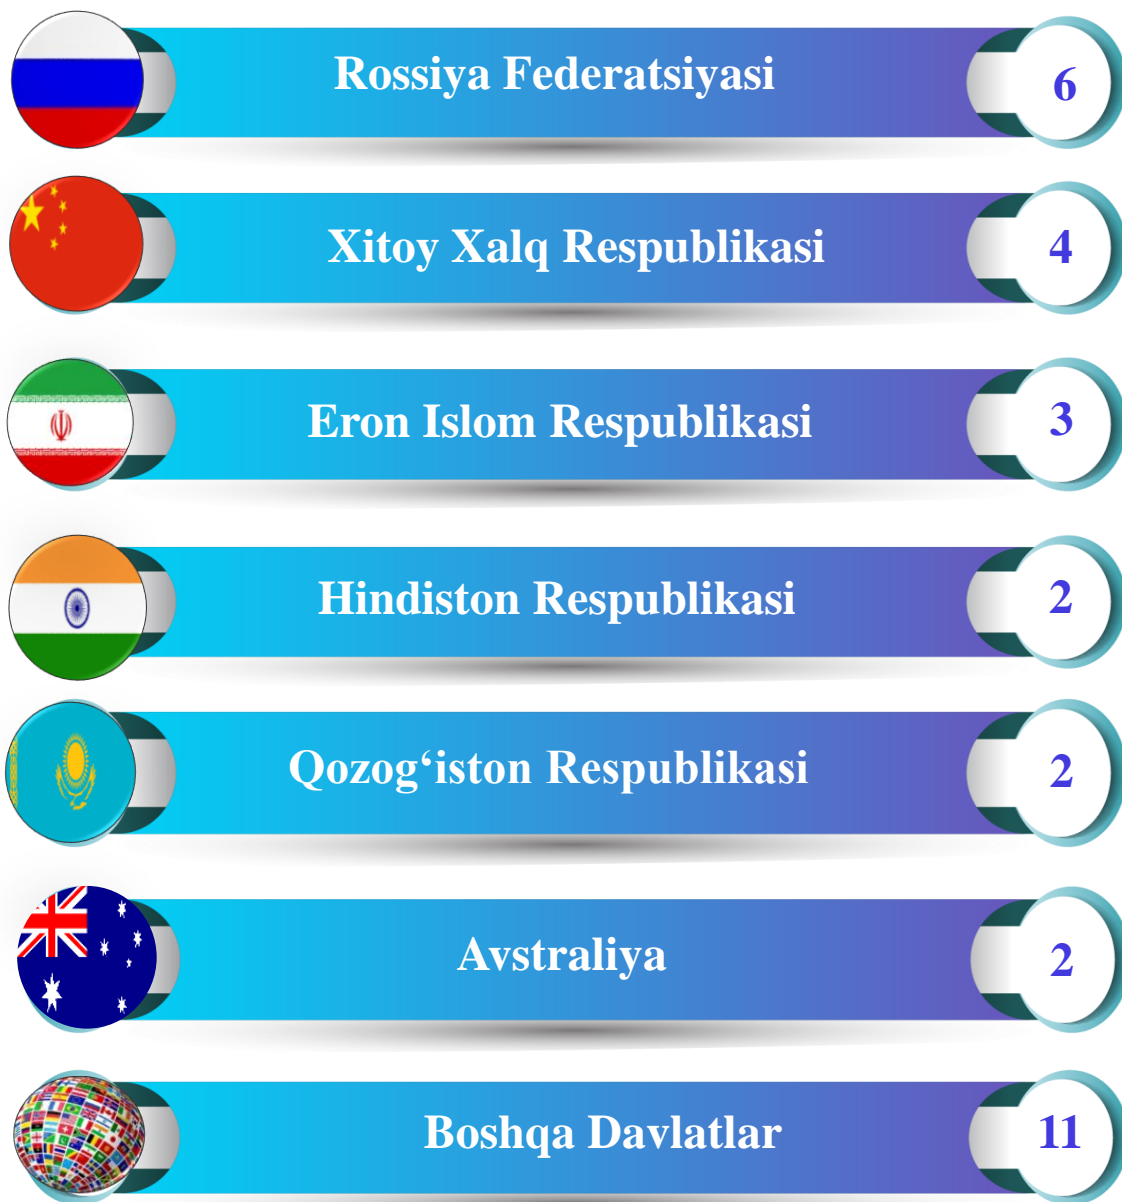 Rossiya Federatsiyasi 6
Xitoy Xalq Respublikasi 4
Eron Islom Respublikasi 3
Hindiston Respublikasi 2
Qozog‘iston Respublikasi 2
Avstraliya 2
Boshqa Davlatlar 11